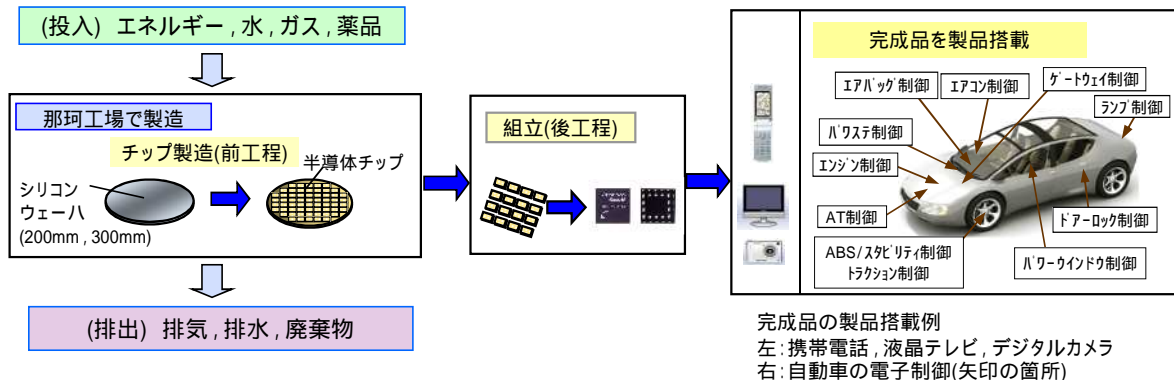 (投入) エネルギー , 水 , ガス , 薬品
那珂工場で製造
チップ製造(前工程)
シリコン
ウェーハ
(200mm , 300mm)
半導体チップ
(排出) 排気 , 排水 , 廃棄物
組立(後工程)
完成品を製品搭載
ｴｱﾊﾞｯｸﾞ制御
ｴｱｺﾝ制御
ｹﾞｰﾄｳｪｲ制御
ﾗﾝﾌﾟ制御
ﾊﾟﾜｽﾃ制御
ｴﾝｼﾞﾝ制御
AT制御
ABS/ｽﾀﾋﾞﾘﾃｨ制御
ﾄﾗｸｼｮﾝ制御
ﾄﾞｱｰﾛｯｸ制御
ﾊﾟﾜｰｳｲﾝﾄﾞｳ制御
完成品の製品搭載例
左：携帯電話 , 液晶テレビ , デジタルカメラ
右：自動車の電子制御(矢印の箇所)